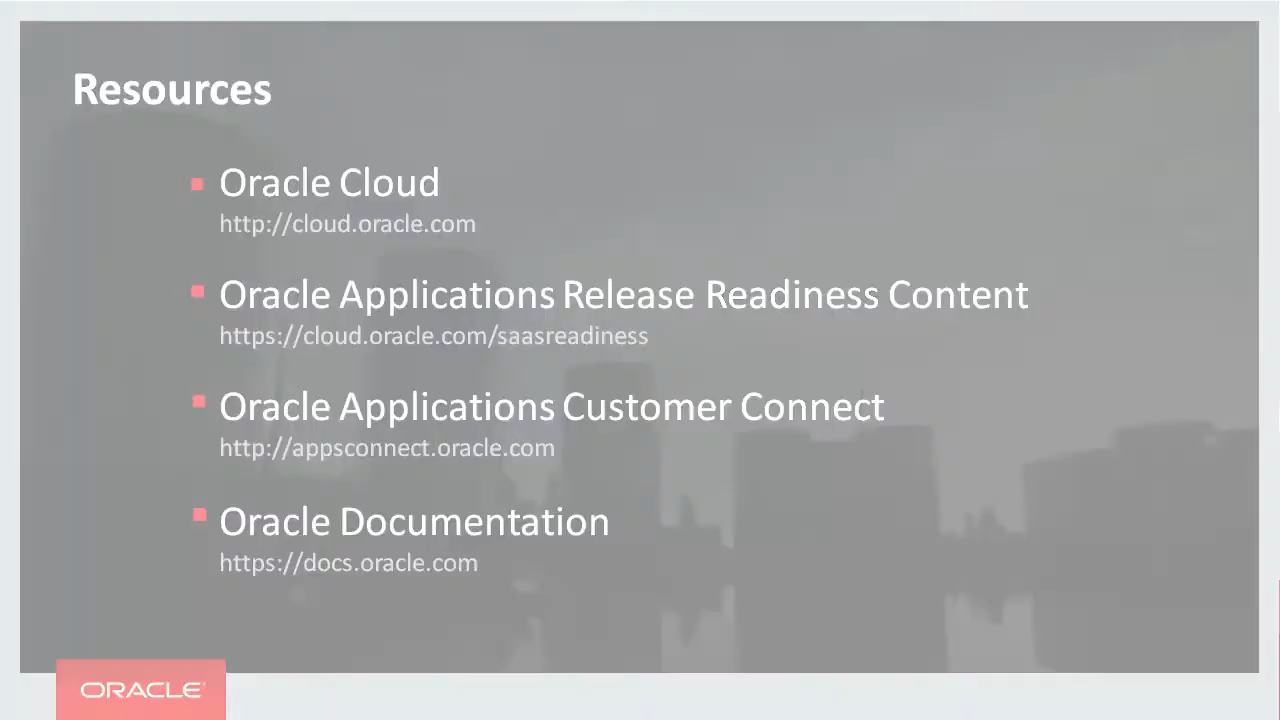 Resources
Oracle Cloud
http://cloud.oracle.com
Oracle Applications Release Readiness Content
https://cloud.oracle.com/saasreadiness
Oracle Applications Customer Connect
http://appsconnect.oracle.com
Oracle Documentation
https://docs.oracle.com
ORACLE